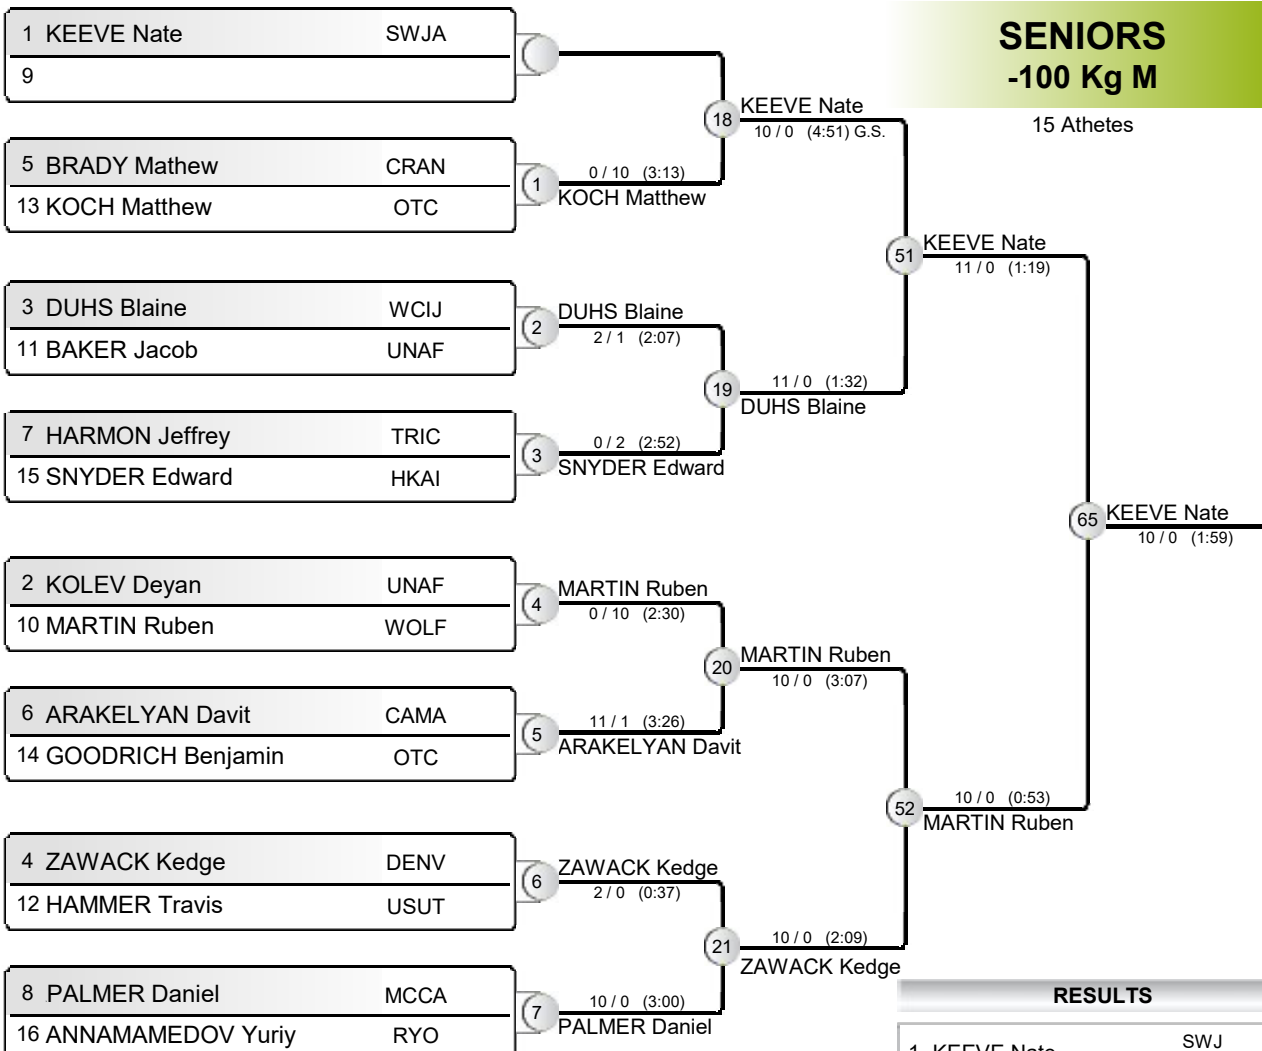 1 KEEVE Nate SWJA
9
5 BRADY Mathew CRAN
13 KOCH Matthew OTC
3 DUHS Blaine WCIJ
11 BAKER Jacob UNAF
7 HARMON Jeffrey TRIC
15 SNYDER Edward HKAI
2 KOLEV Deyan UNAF
10 MARTIN Ruben WOLF
6 ARAKELYAN Davit CAMA
14 GOODRICH Benjamin OTC
4 ZAWACK Kedge DENV
12 HAMMER Travis USUT
8 PALMER Daniel MCCA
16 ANNAMAMEDOV Yuriy RYO
1
0 / 10 (3:13)
KOCH Matthew
2
DUHS Blaine
2 / 1 (2:07)
3
0 / 2 (2:52)
SNYDER Edward
4
MARTIN Ruben
0 / 10 (2:30)
5
11 / 1 (3:26)
ARAKELYAN Davit
6
ZAWACK Kedge
2 / 0 (0:37)
7
10 / 0 (3:00)
PALMER Daniel
18
KEEVE Nate
10 / 0 (4:51) G.S.
19
11 / 0 (1:32)
DUHS Blaine
20
MARTIN Ruben
10 / 0 (3:07)
21
10 / 0 (2:09)
ZAWACK Kedge
51
KEEVE Nate
11 / 0 (1:19)
52
10 / 0 (0:53)
MARTIN Ruben
65
KEEVE Nate
10 / 0 (1:59)
SENIORS
-100 Kg M
15 Athetes
RESULTS
1 KEEVE Nate SWJ